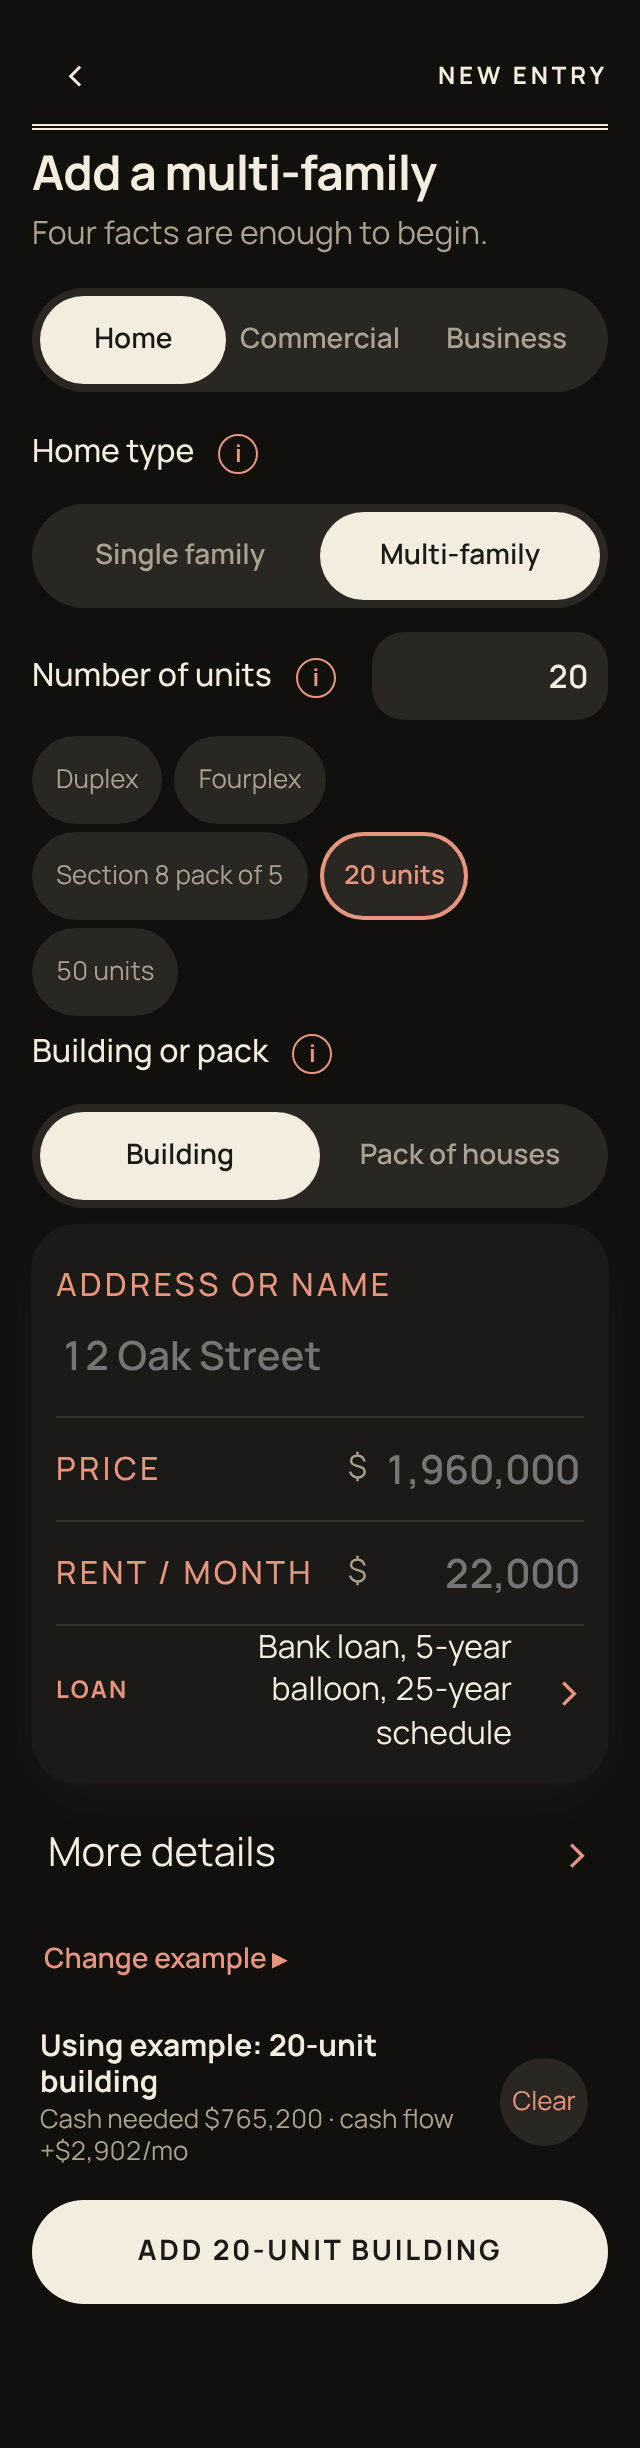 NEW ENTRY
Add a multi-family
Four facts are enough to begin.
Home Commercial Business
Home type i
Single family Multi-family
Number of units i 20
Duplex Fourplex
Section 8 pack of 5 20 units
50 units
Building or pack i
Building Pack of houses
ADDRESS OR NAME
12 Oak Street
PRICE $ 1,960,000
RENT / MONTH $ 22,000
LOAN Bank loan, 5-year
balloon, 25-year
schedule
More details
Change example ▸
Using example: 20-unit
building
Cash needed $765,200 · cash flow
+$2,902/mo
Clear
ADD 20-UNIT BUILDING